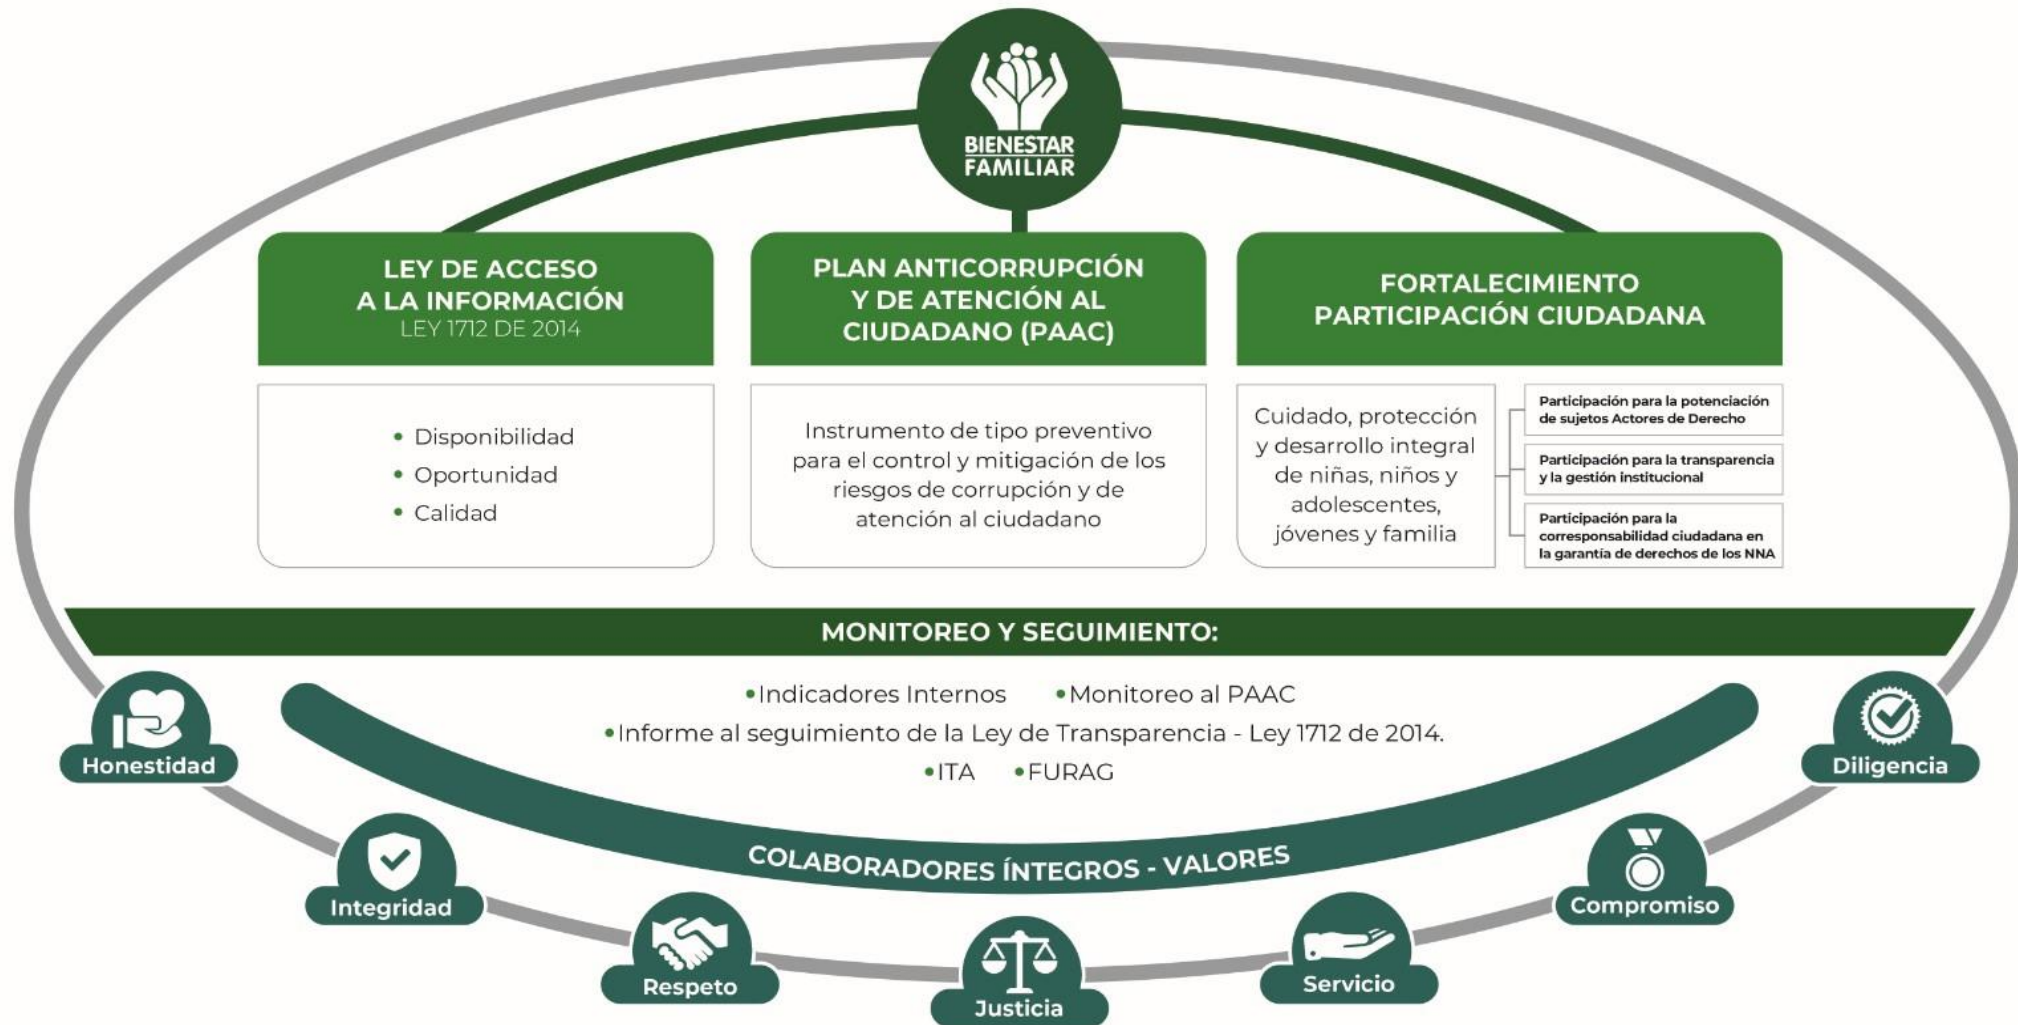 BIENESTAR
FAMILIAR
LEY DE ACCESO
A LA INFORMACIÓN
LEY 1712 DE 2014
• Disponibilidad
• Oportunidad
• Calidad
PLAN ANTICORRUPCIÓN
Y DE ATENCIÓN AL
CIUDADANO (PAAC)
Instrumento de tipo preventivo
para el control y mitigación de los
riesgos de corrupción y de
atención al ciudadano
FORTALECIMIENTO
PARTICIPACIÓN CIUDADANA
Cuidado, protección
y desarrollo integral
de niñas, niños y
adolescentes,
jóvenes y familia
Participación para la potenciación
de sujetos Actores de Derecho
Participación para la transparencia
y la gestión institucional
Participación para la
corresponsabilidad ciudadana en
la garantía de derechos de los NNA
MONITOREO Y SEGUIMIENTO:
•Indicadores Internos •Monitoreo al PAAC
•Informe al seguimiento de la Ley de Transparencia - Ley 1712 de 2014.
•ITA •FURAG
COLABORADORES ÍNTEGROS - VALORES
Honestidad
Integridad
Respeto
Justicia
Servicio
Compromiso
Diligencia